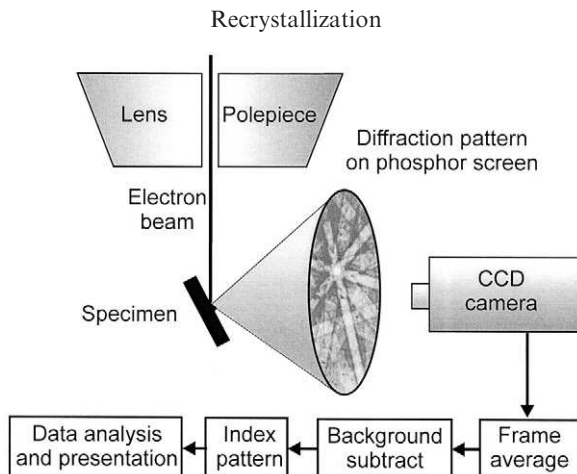 Recrystallization
Lens
Polepiece
Diffraction pattern
on phosphor screen
Electron
beam
CCD
camera
Specimen
Data analysis
and presentation
Index
pattern
Background
subtract
Frame
average